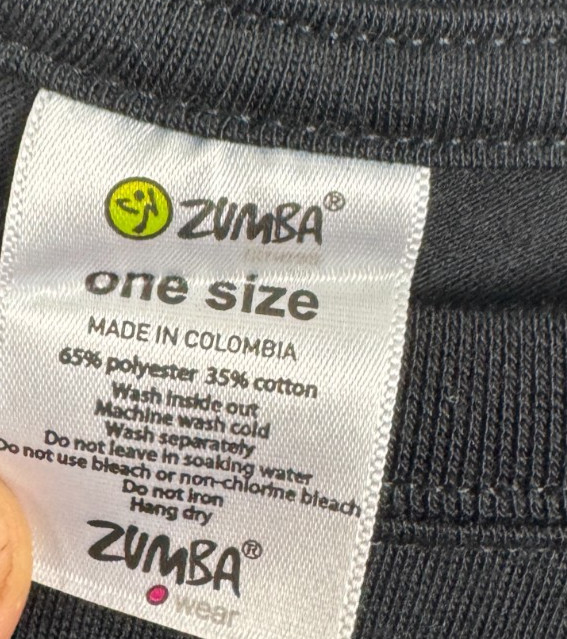 ZUMBA®
one size
MADE IN COLOMBIA
65% polyester 35% cotton
Wash inside out
Machine wash cold
Wash separately
Do not leave in soaking water
Do not use bleach or non-chlorine bleach
Do not iron
Hang dry
ZUMBA®
wear